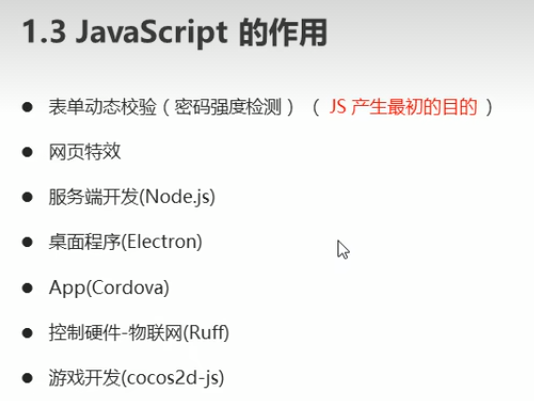 1.3 JavaScript 的作用
● 表单动态校验（密码强度检测）（ JS 产生最初的目的 ）
● 网页特效
● 服务端开发(Node.js)
● 桌面程序(Electron)
● App(Cordova)
● 控制硬件-物联网(Ruff)
● 游戏开发(cocos2d-js)